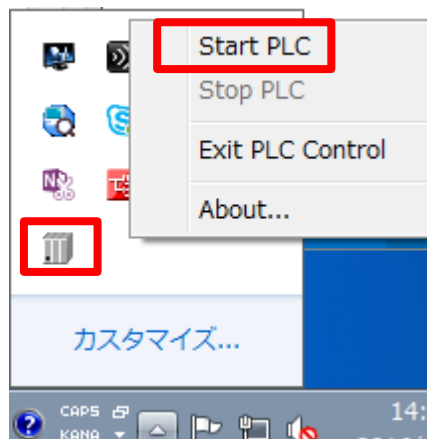 Start PLC
Stop PLC
Exit PLC Control
About...
カスタマイズ...
CAPS
KANA
14: